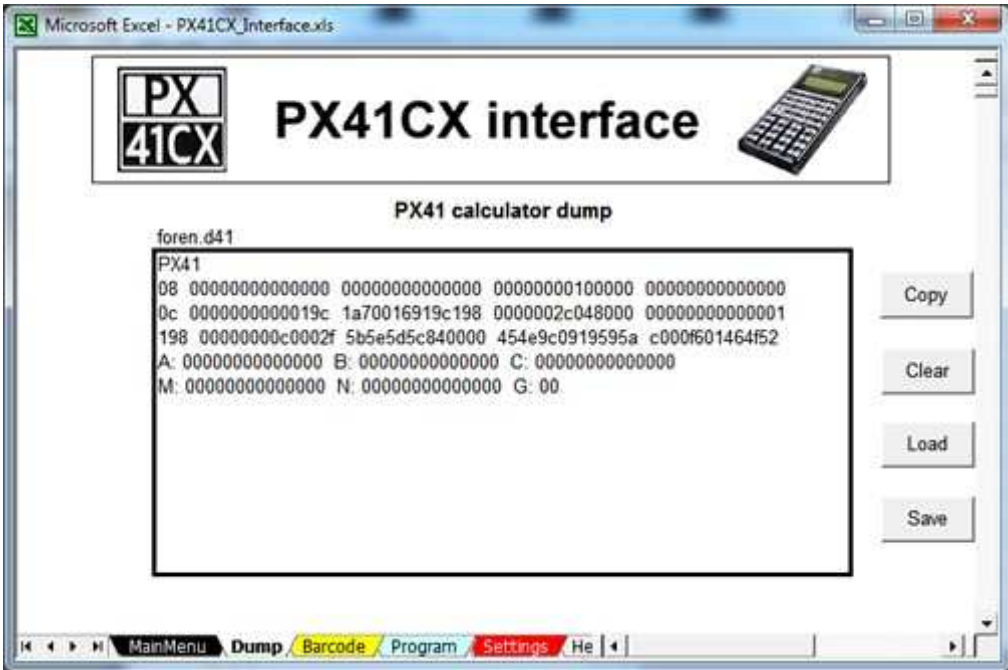 Microsoft Excel - PX41CX_Interface.xls
PX
41CX
PX41CX interface
PX41 calculator dump
foren.d41
PX41
08 00000000000000 00000000000000 00000000100000 00000000000000
0c 0000000000019c 1a70016919c198 0000002c048000 00000000000001
198 00000000c0002f 5b5e5d5c840000 454e9c0919595a c000f601464f52
A: 00000000000000 B: 00000000000000 C: 00000000000000
M: 00000000000000 N: 00000000000000 G: 00
Copy
Clear
Load
Save
MainMenu Dump Barcode Program Settings He